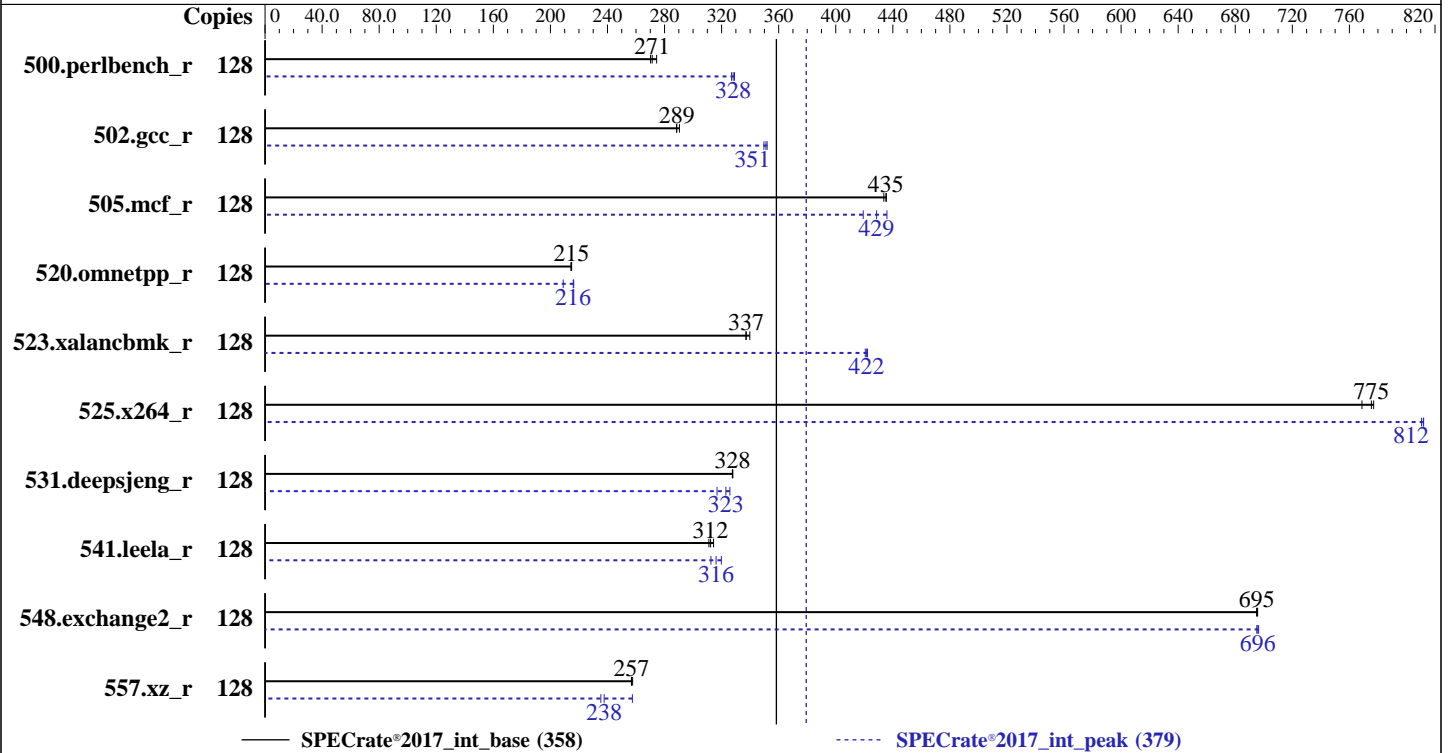 Copies 0 40.0 80.0 120 160 200 240 280 320 360 400 440 480 520 560 600 640 680 720 760 820
271
500.perlbench_r 128
328
289
502.gcc_r 128
351
435
505.mcf_r 128
429
215
520.omnetpp_r 128
216
337
523.xalancbmk_r 128
422
775
525.x264_r 128
812
328
531.deepsjeng_r 128
323
312
541.leela_r 128
316
695
548.exchange2_r 128
696
257
557.xz_r 128
238
SPECrate®2017_int_base (358) SPECrate®2017_int_peak (379)